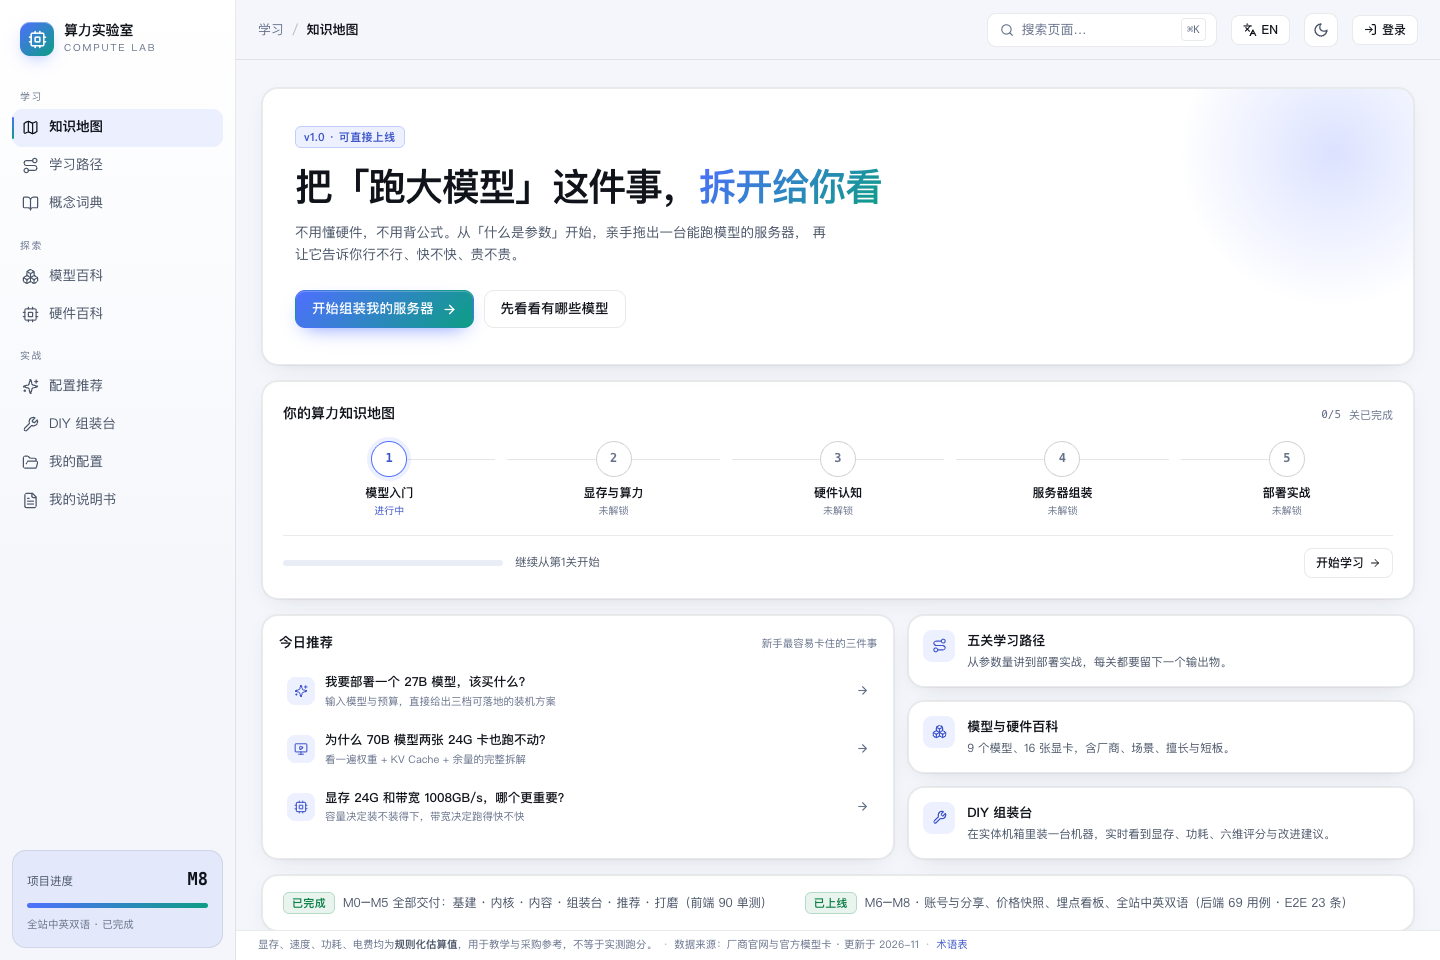 算力实验室
COMPUTE LAB
学习
知识地图
学习路径
概念词典
探索
模型百科
硬件百科
实战
配置推荐
DIY 组装台
我的配置
我的说明书
项目进度 M8
全站中英双语 · 已完成
学习 / 知识地图
搜索页面… ⌘K
EN
登录
v1.0 · 可直接上线
把「跑大模型」这件事，拆开给你看
不用懂硬件，不用背公式。从「什么是参数」开始，亲手拖出一台能跑模型的服务器， 再
让它告诉你行不行、快不快、贵不贵。
开始组装我的服务器
先看看有哪些模型
你的算力知识地图
0/5 关已完成
1 2 3 4 5
模型入门 显存与算力 硬件认知 服务器组装 部署实战
进行中 未解锁 未解锁 未解锁 未解锁
继续从第1关开始
开始学习
今日推荐
新手最容易卡住的三件事
我要部署一个 27B 模型，该买什么?
输入模型与预算，直接给出三档可落地的装机方案
为什么 70B 模型两张 24G 卡也跑不动?
看一遍权重 + KV Cache + 余量的完整拆解
显存 24G 和带宽 1008GB/s，哪个更重要?
容量决定装不装得下，带宽决定跑得快不快
五关学习路径
从参数量讲到部署实战，每关都要留下一个输出物。
模型与硬件百科
9 个模型、16 张显卡，含厂商、场景、擅长与短板。
DIY 组装台
在实体机箱里装一台机器，实时看到显存、功耗、六维评分与改进建议。
已完成 M0—M5 全部交付：基建 · 内核 · 内容 · 组装台 · 推荐 · 打磨（前端 90 单测）
已上线 M6—M8 · 账号与分享、价格快照、埋点看板、全站中英双语（后端 69 用例 · E2E 23 条）
显存、速度、功耗、电费均为规则化估算值，用于教学与采购参考，不等于实测跑分。 · 数据来源：厂商官网与官方模型卡 · 更新于 2026-11 · 术语表